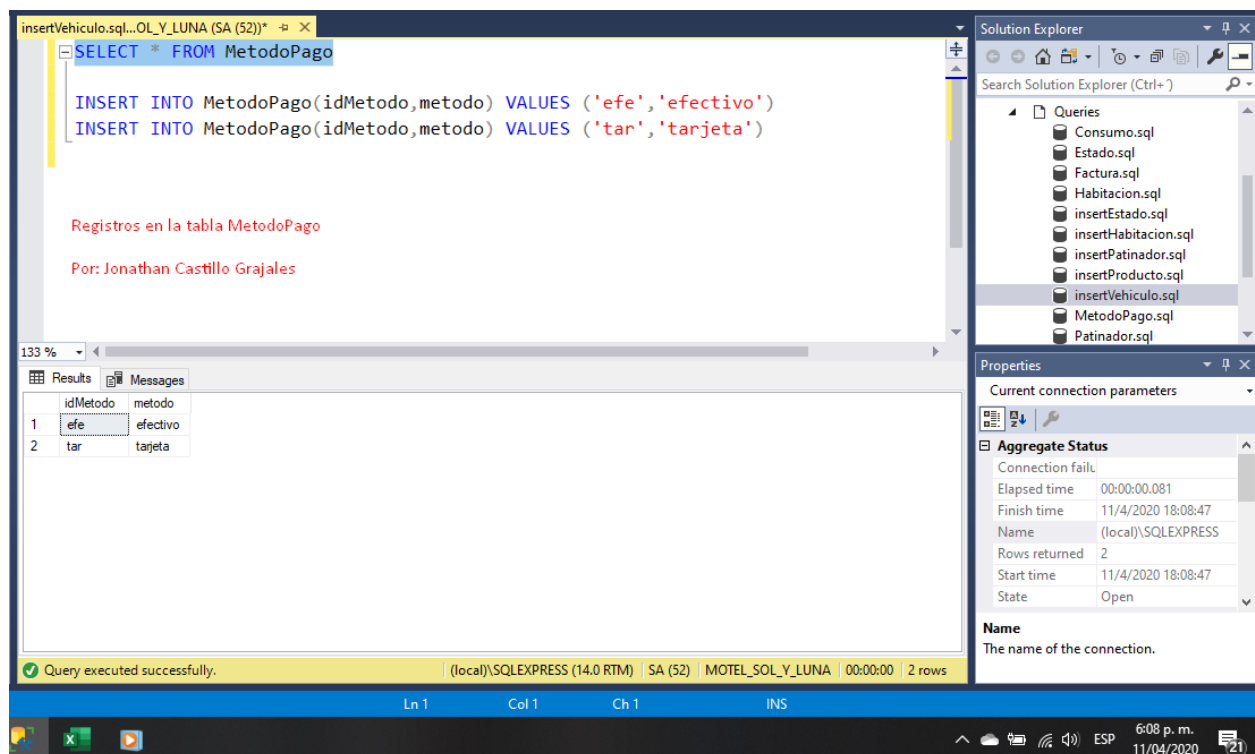 insertVehiculo.sql...OL_Y_LUNA (SA (52))*
SELECT * FROM MetodoPago
INSERT INTO MetodoPago(idMetodo,metodo) VALUES ('efe','efectivo')
INSERT INTO MetodoPago(idMetodo,metodo) VALUES ('tar','tarjeta')
Registros en la tabla MetodoPago
Por: Jonathan Castillo Grajales
133 %
Results Messages
idMetodo metodo
1 efe efectivo
2 tar tarjeta
Query executed successfully. (local)\SQLEXPRESS (14.0 RTM) SA (52) MOTEL_SOL_Y_LUNA 00:00:00 2 rows
Solution Explorer
Search Solution Explorer (Ctrl+´)
Queries
Consumo.sql
Estado.sql
Factura.sql
Habitacion.sql
insertEstado.sql
insertHabitacion.sql
insertPatinador.sql
insertProducto.sql
insertVehiculo.sql
MetodoPago.sql
Patinador.sql
Properties
Current connection parameters
Aggregate Status
Connection failu
Elapsed time 00:00:00.081
Finish time 11/4/2020 18:08:47
Name (local)\SQLEXPRESS
Rows returned 2
Start time 11/4/2020 18:08:47
State Open
Name
The name of the connection.
Ln 1 Col 1 Ch 1 INS
ESP
6:08 p. m.
11/04/2020
21